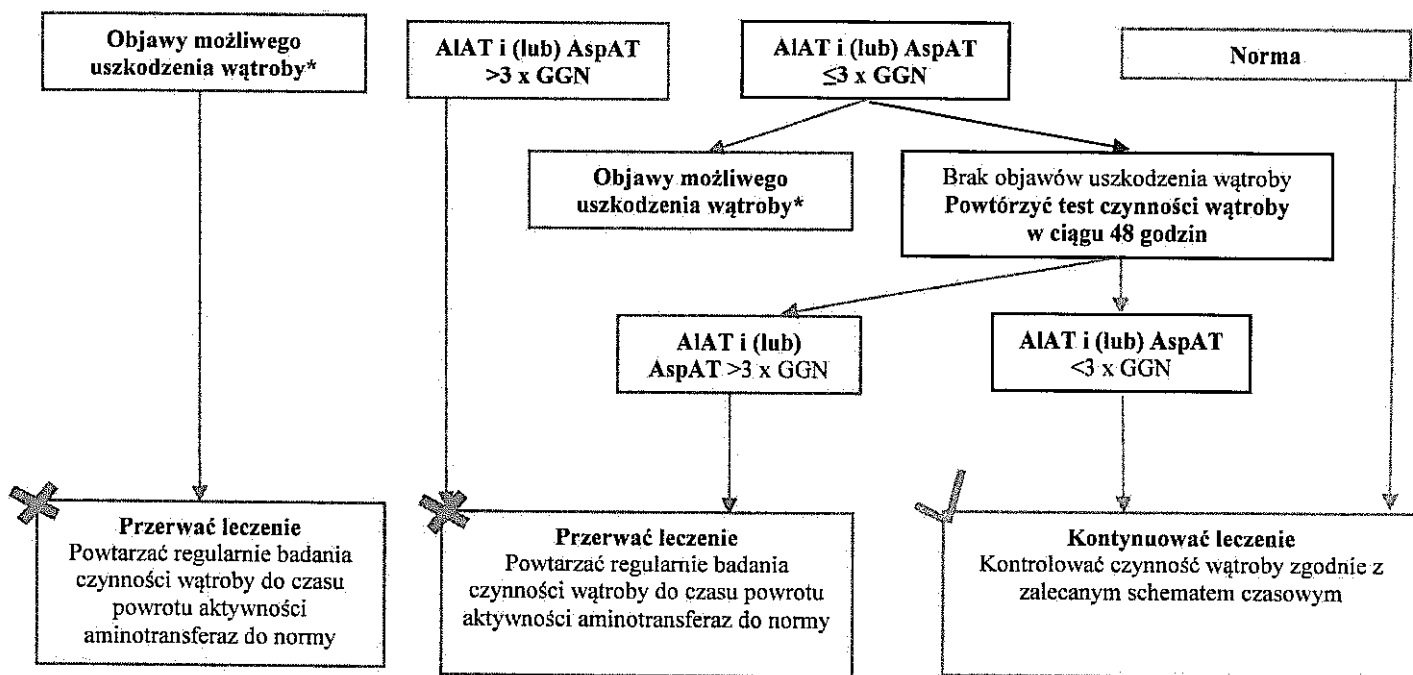 Objawy możliwego
uszkodzenia wątroby*
AlAT i (lub) AspAT
>3 x GGN
AlAT i (lub) AspAT
≤3 x GGN
Norma
Objawy możliwego
uszkodzenia wątroby*
Brak objawów uszkodzenia wątroby
Powtórzyć test czynności wątroby
w ciągu 48 godzin
AlAT i (lub)
AspAT >3 x GGN
AlAT i (lub) AspAT
<3 x GGN
Przerwać leczenie
Powtarzać regularnie badania
czynności wątroby do czasu
powrotu aktywności
aminotransferaz do normy
Przerwać leczenie
Powtarzać regularnie badania
czynności wątroby do czasu powrotu
aktywności aminotransferaz do normy
Kontynuować leczenie
Kontrolować czynność wątroby zgodnie z
zalecanym schematem czasowym